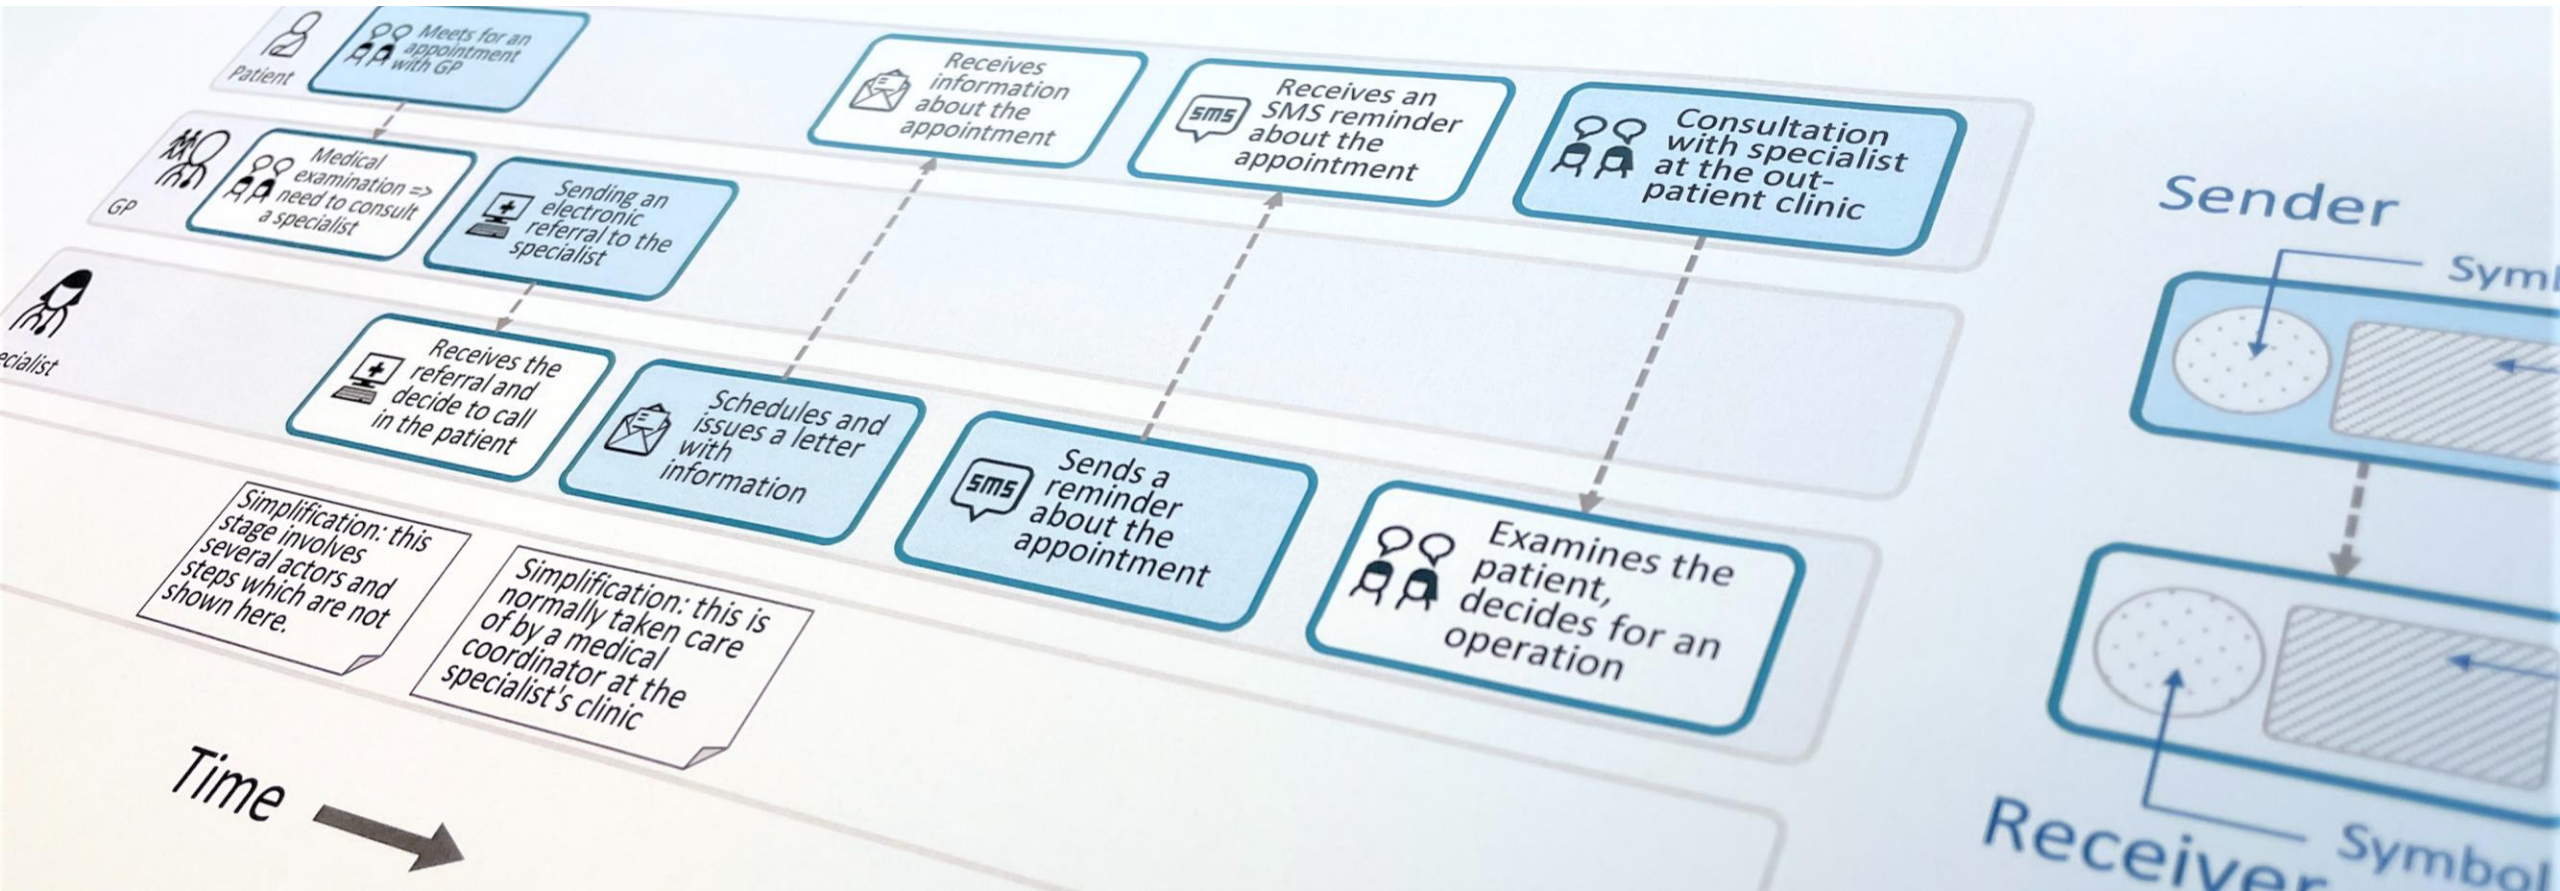 Patient
Meets for an
appointment
with GP
Receives
information
about the
appointment
sms
Receives an
SMS reminder
about the
appointment
Consultation
with specialist
at the out-
patient clinic
GP
Medical
examination =>
need to consult
a specialist
Sending an
electronic
referral to the
specialist
ecialist
Receives the
referral and
decide to call
in the patient
Schedules and
issues a letter
with
information
sms
Sends a
reminder
about the
appointment
Examines the
patient,
decides for an
operation
Simplification: this
stage involves
several actors and
steps which are not
shown here.
Simplification: this is
normally taken care
of by a medical
coordinator at the
specialist's clinic
Time
Sender
Symb
Receiver
Symbol